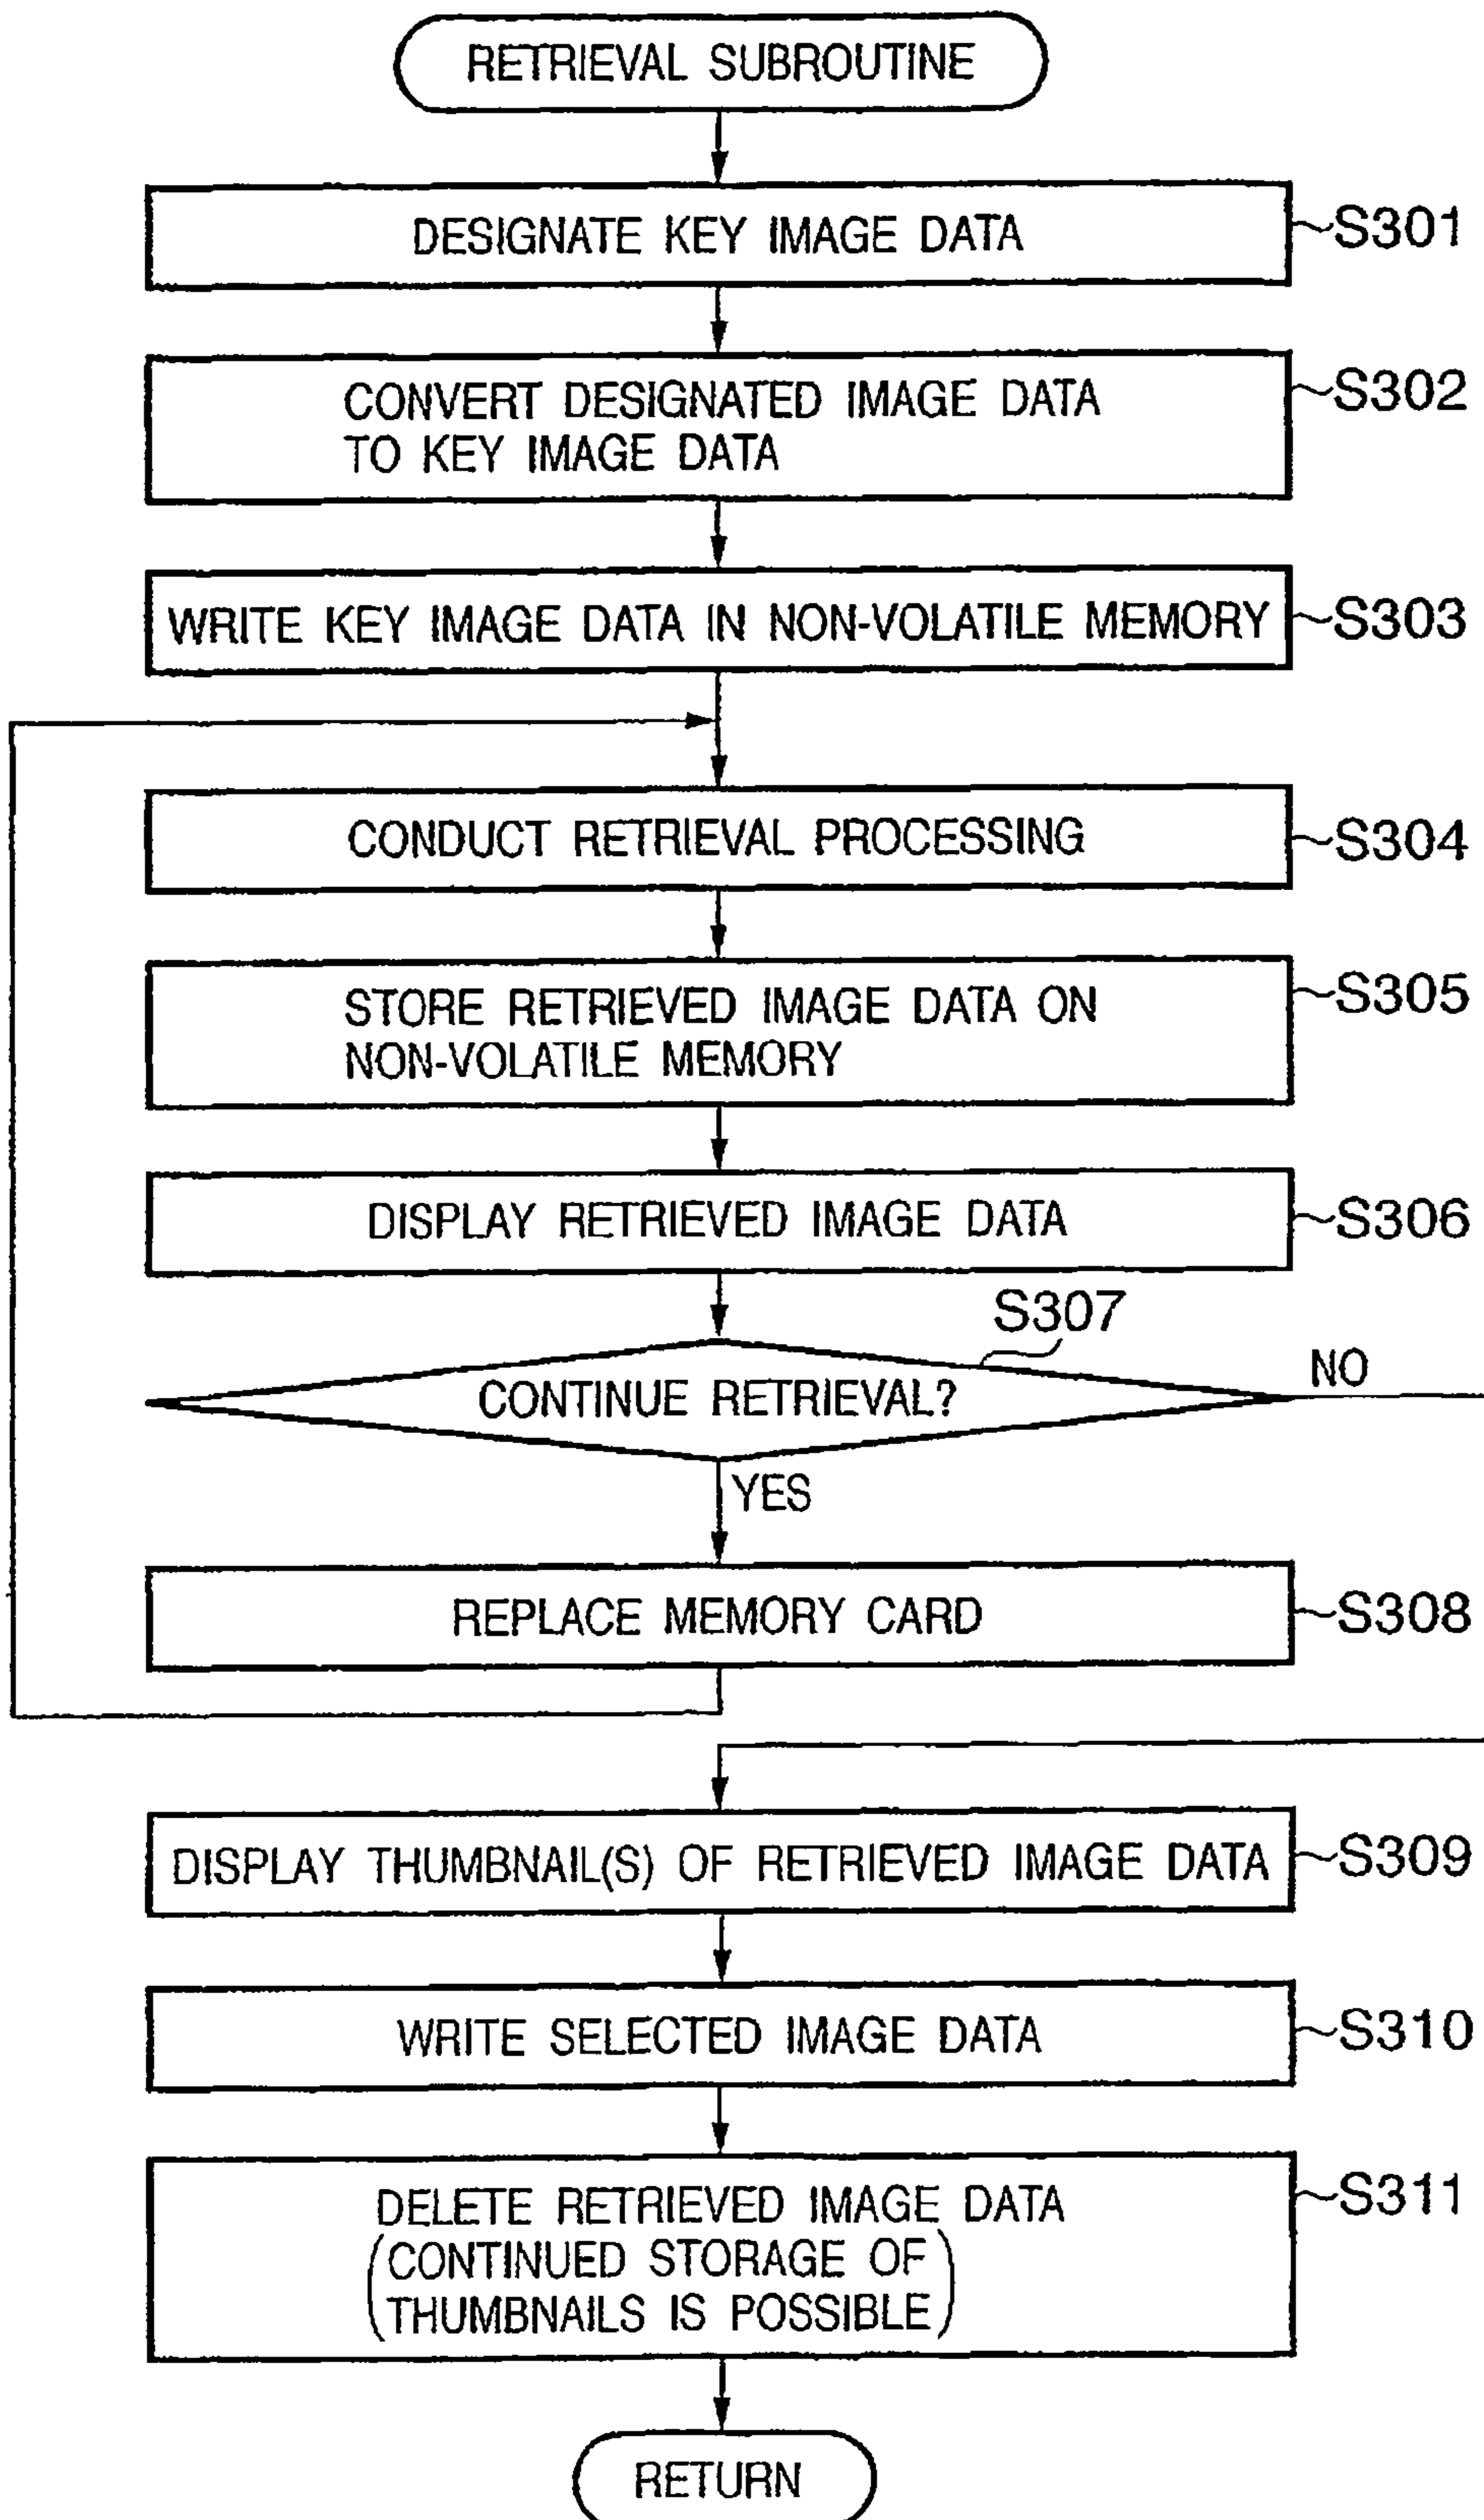 RETRIEVAL SUBROUTINE
DESIGNATE KEY IMAGE DATA
S301
CONVERT DESIGNATED IMAGE DATA
TO KEY IMAGE DATA
S302
WRITE KEY IMAGE DATA IN NON-VOLATILE MEMORY
S303
CONDUCT RETRIEVAL PROCESSING
S304
STORE RETRIEVED IMAGE DATA ON
NON-VOLATILE MEMORY
S305
DISPLAY RETRIEVED IMAGE DATA
S306
S307
CONTINUE RETRIEVAL?
NO
YES
REPLACE MEMORY CARD
S308
DISPLAY THUMBNAIL(S) OF RETRIEVED IMAGE DATA
S309
WRITE SELECTED IMAGE DATA
S310
DELETE RETRIEVED IMAGE DATA
(CONTINUED STORAGE OF
THUMBNAILS IS POSSIBLE)
S311
RETURN